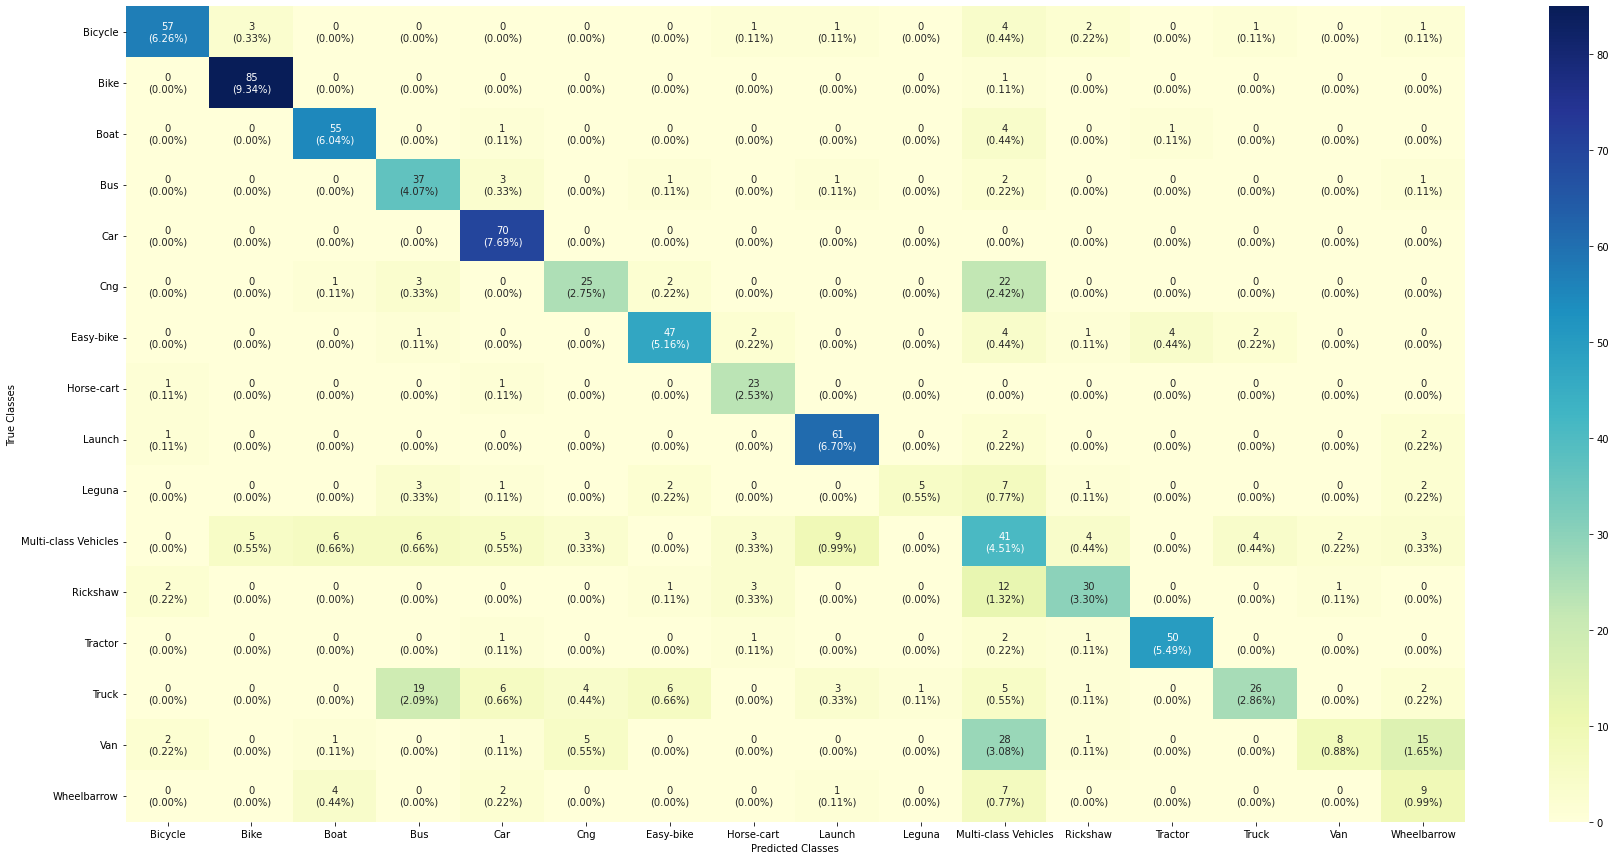 Bicycle 57 3 0 0 0 0 0 1 1 0 4 2 0 1 0 1
(6.26%) (0.33%) (0.00%) (0.00%) (0.00%) (0.00%) (0.00%) (0.11%) (0.11%) (0.00%) (0.44%) (0.22%) (0.00%) (0.11%) (0.00%) (0.11%)
Bike 0 85 0 0 0 0 0 0 0 0 1 0 0 0 0 0
(0.00%) (9.34%) (0.00%) (0.00%) (0.00%) (0.00%) (0.00%) (0.00%) (0.00%) (0.00%) (0.11%) (0.00%) (0.00%) (0.00%) (0.00%) (0.00%)
Boat 0 0 55 0 1 0 0 0 0 0 4 0 1 0 0 0
(0.00%) (0.00%) (6.04%) (0.00%) (0.11%) (0.00%) (0.00%) (0.00%) (0.00%) (0.00%) (0.44%) (0.00%) (0.11%) (0.00%) (0.00%) (0.00%)
Bus 0 0 0 37 3 0 1 0 1 0 2 0 0 0 0 1
(0.00%) (0.00%) (0.00%) (4.07%) (0.33%) (0.00%) (0.11%) (0.00%) (0.11%) (0.00%) (0.22%) (0.00%) (0.00%) (0.00%) (0.00%) (0.11%)
Car 0 0 0 0 70 0 0 0 0 0 0 0 0 0 0 0
(0.00%) (0.00%) (0.00%) (0.00%) (7.69%) (0.00%) (0.00%) (0.00%) (0.00%) (0.00%) (0.00%) (0.00%) (0.00%) (0.00%) (0.00%) (0.00%)
Cng 0 0 1 3 0 25 2 0 0 0 22 0 0 0 0 0
(0.00%) (0.00%) (0.11%) (0.33%) (0.00%) (2.75%) (0.22%) (0.00%) (0.00%) (0.00%) (2.42%) (0.00%) (0.00%) (0.00%) (0.00%) (0.00%)
Easy-bike 0 0 0 1 0 0 47 2 0 0 4 1 4 2 0 0
(0.00%) (0.00%) (0.00%) (0.11%) (0.00%) (0.00%) (5.16%) (0.22%) (0.00%) (0.00%) (0.44%) (0.11%) (0.44%) (0.22%) (0.00%) (0.00%)
Horse-cart 1 0 0 0 1 0 0 23 0 0 0 0 0 0 0 0
(0.11%) (0.00%) (0.00%) (0.00%) (0.11%) (0.00%) (0.00%) (2.53%) (0.00%) (0.00%) (0.00%) (0.00%) (0.00%) (0.00%) (0.00%) (0.00%)
Launch 1 0 0 0 0 0 0 0 61 0 2 0 0 0 0 2
(0.11%) (0.00%) (0.00%) (0.00%) (0.00%) (0.00%) (0.00%) (0.00%) (6.70%) (0.00%) (0.22%) (0.00%) (0.00%) (0.00%) (0.00%) (0.22%)
Leguna 0 0 0 3 1 0 2 0 0 5 7 1 0 0 0 2
(0.00%) (0.00%) (0.00%) (0.33%) (0.11%) (0.00%) (0.22%) (0.00%) (0.00%) (0.55%) (0.77%) (0.11%) (0.00%) (0.00%) (0.00%) (0.22%)
Multi-class Vehicles 0 5 6 6 5 3 0 3 9 0 41 4 0 4 2 3
(0.00%) (0.55%) (0.66%) (0.66%) (0.55%) (0.33%) (0.00%) (0.33%) (0.99%) (0.00%) (4.51%) (0.44%) (0.00%) (0.44%) (0.22%) (0.33%)
Rickshaw 2 0 0 0 0 0 1 3 0 0 12 30 0 0 1 0
(0.22%) (0.00%) (0.00%) (0.00%) (0.00%) (0.00%) (0.11%) (0.33%) (0.00%) (0.00%) (1.32%) (3.30%) (0.00%) (0.00%) (0.11%) (0.00%)
Tractor 0 0 0 0 1 0 0 1 0 0 2 1 50 0 0 0
(0.00%) (0.00%) (0.00%) (0.00%) (0.11%) (0.00%) (0.00%) (0.11%) (0.00%) (0.00%) (0.22%) (0.11%) (5.49%) (0.00%) (0.00%) (0.00%)
Truck 0 0 0 19 6 4 6 0 3 1 5 1 0 26 0 2
(0.00%) (0.00%) (0.00%) (2.09%) (0.66%) (0.44%) (0.66%) (0.00%) (0.33%) (0.11%) (0.55%) (0.11%) (0.00%) (2.86%) (0.00%) (0.22%)
Van 2 0 1 0 1 5 0 0 0 0 28 1 0 0 8 15
(0.22%) (0.00%) (0.11%) (0.00%) (0.11%) (0.55%) (0.00%) (0.00%) (0.00%) (0.00%) (3.08%) (0.11%) (0.00%) (0.00%) (0.88%) (1.65%)
Wheelbarrow 0 0 4 0 2 0 0 0 1 0 7 0 0 0 0 9
(0.00%) (0.00%) (0.44%) (0.00%) (0.22%) (0.00%) (0.00%) (0.00%) (0.11%) (0.00%) (0.77%) (0.00%) (0.00%) (0.00%) (0.00%) (0.99%)
Bicycle Bike Boat Bus Car Cng Easy-bike Horse-cart Launch Leguna Multi-class Vehicles Rickshaw Tractor Truck Van Wheelbarrow
Predicted Classes
True Classes
80
70
60
50
40
30
20
10
0